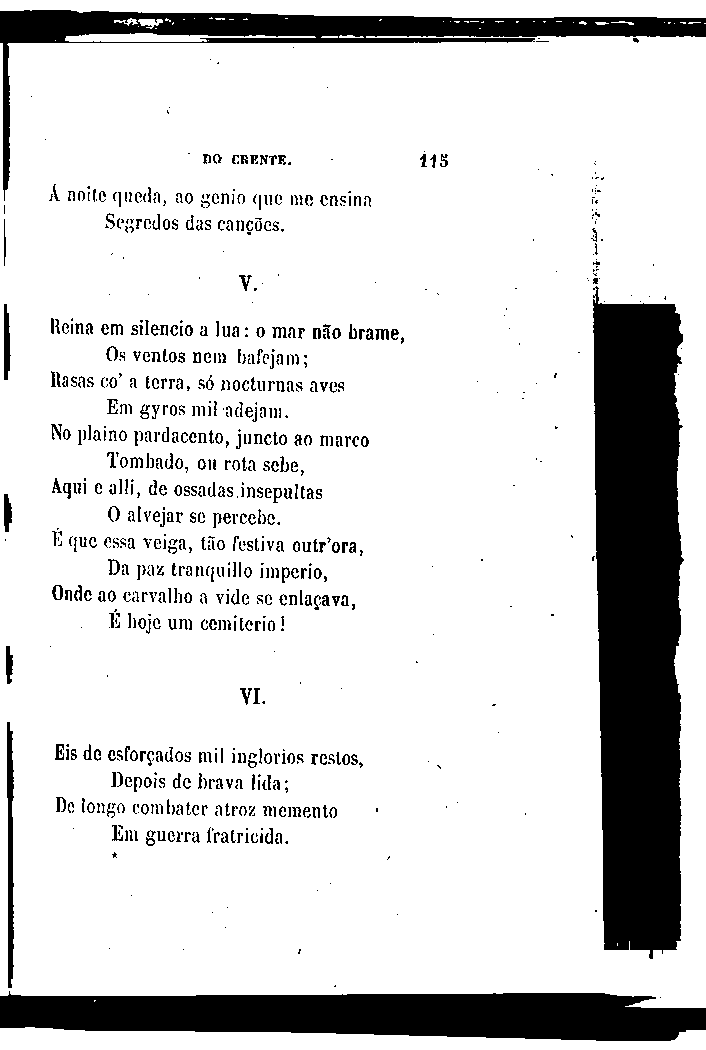 DO CRENTE. 115
Á noite queda, ao genio que me ensina
Segredos das canções.
V.
Reina em silencio a lua: o mar não brame,
Os ventos nem bafejam;
Rasas co' a terra, só nocturnas aves
Em gyros mil adejam.
No plaino pardacento, juncto ao marco
Tombado, ou rota sebe,
Aqui e alli, de ossadas insepultas
O alvejar se percebe.
É que essa veiga, tão festiva outr'ora,
Da paz tranquillo imperio,
Onde ao carvalho a vide se enlaçava,
É hoje um cemiterio!
VI.
Eis de esforçados mil inglorios restos,
Depois de brava lida;
De longo combater atroz memento
Em guerra fratricida.
*